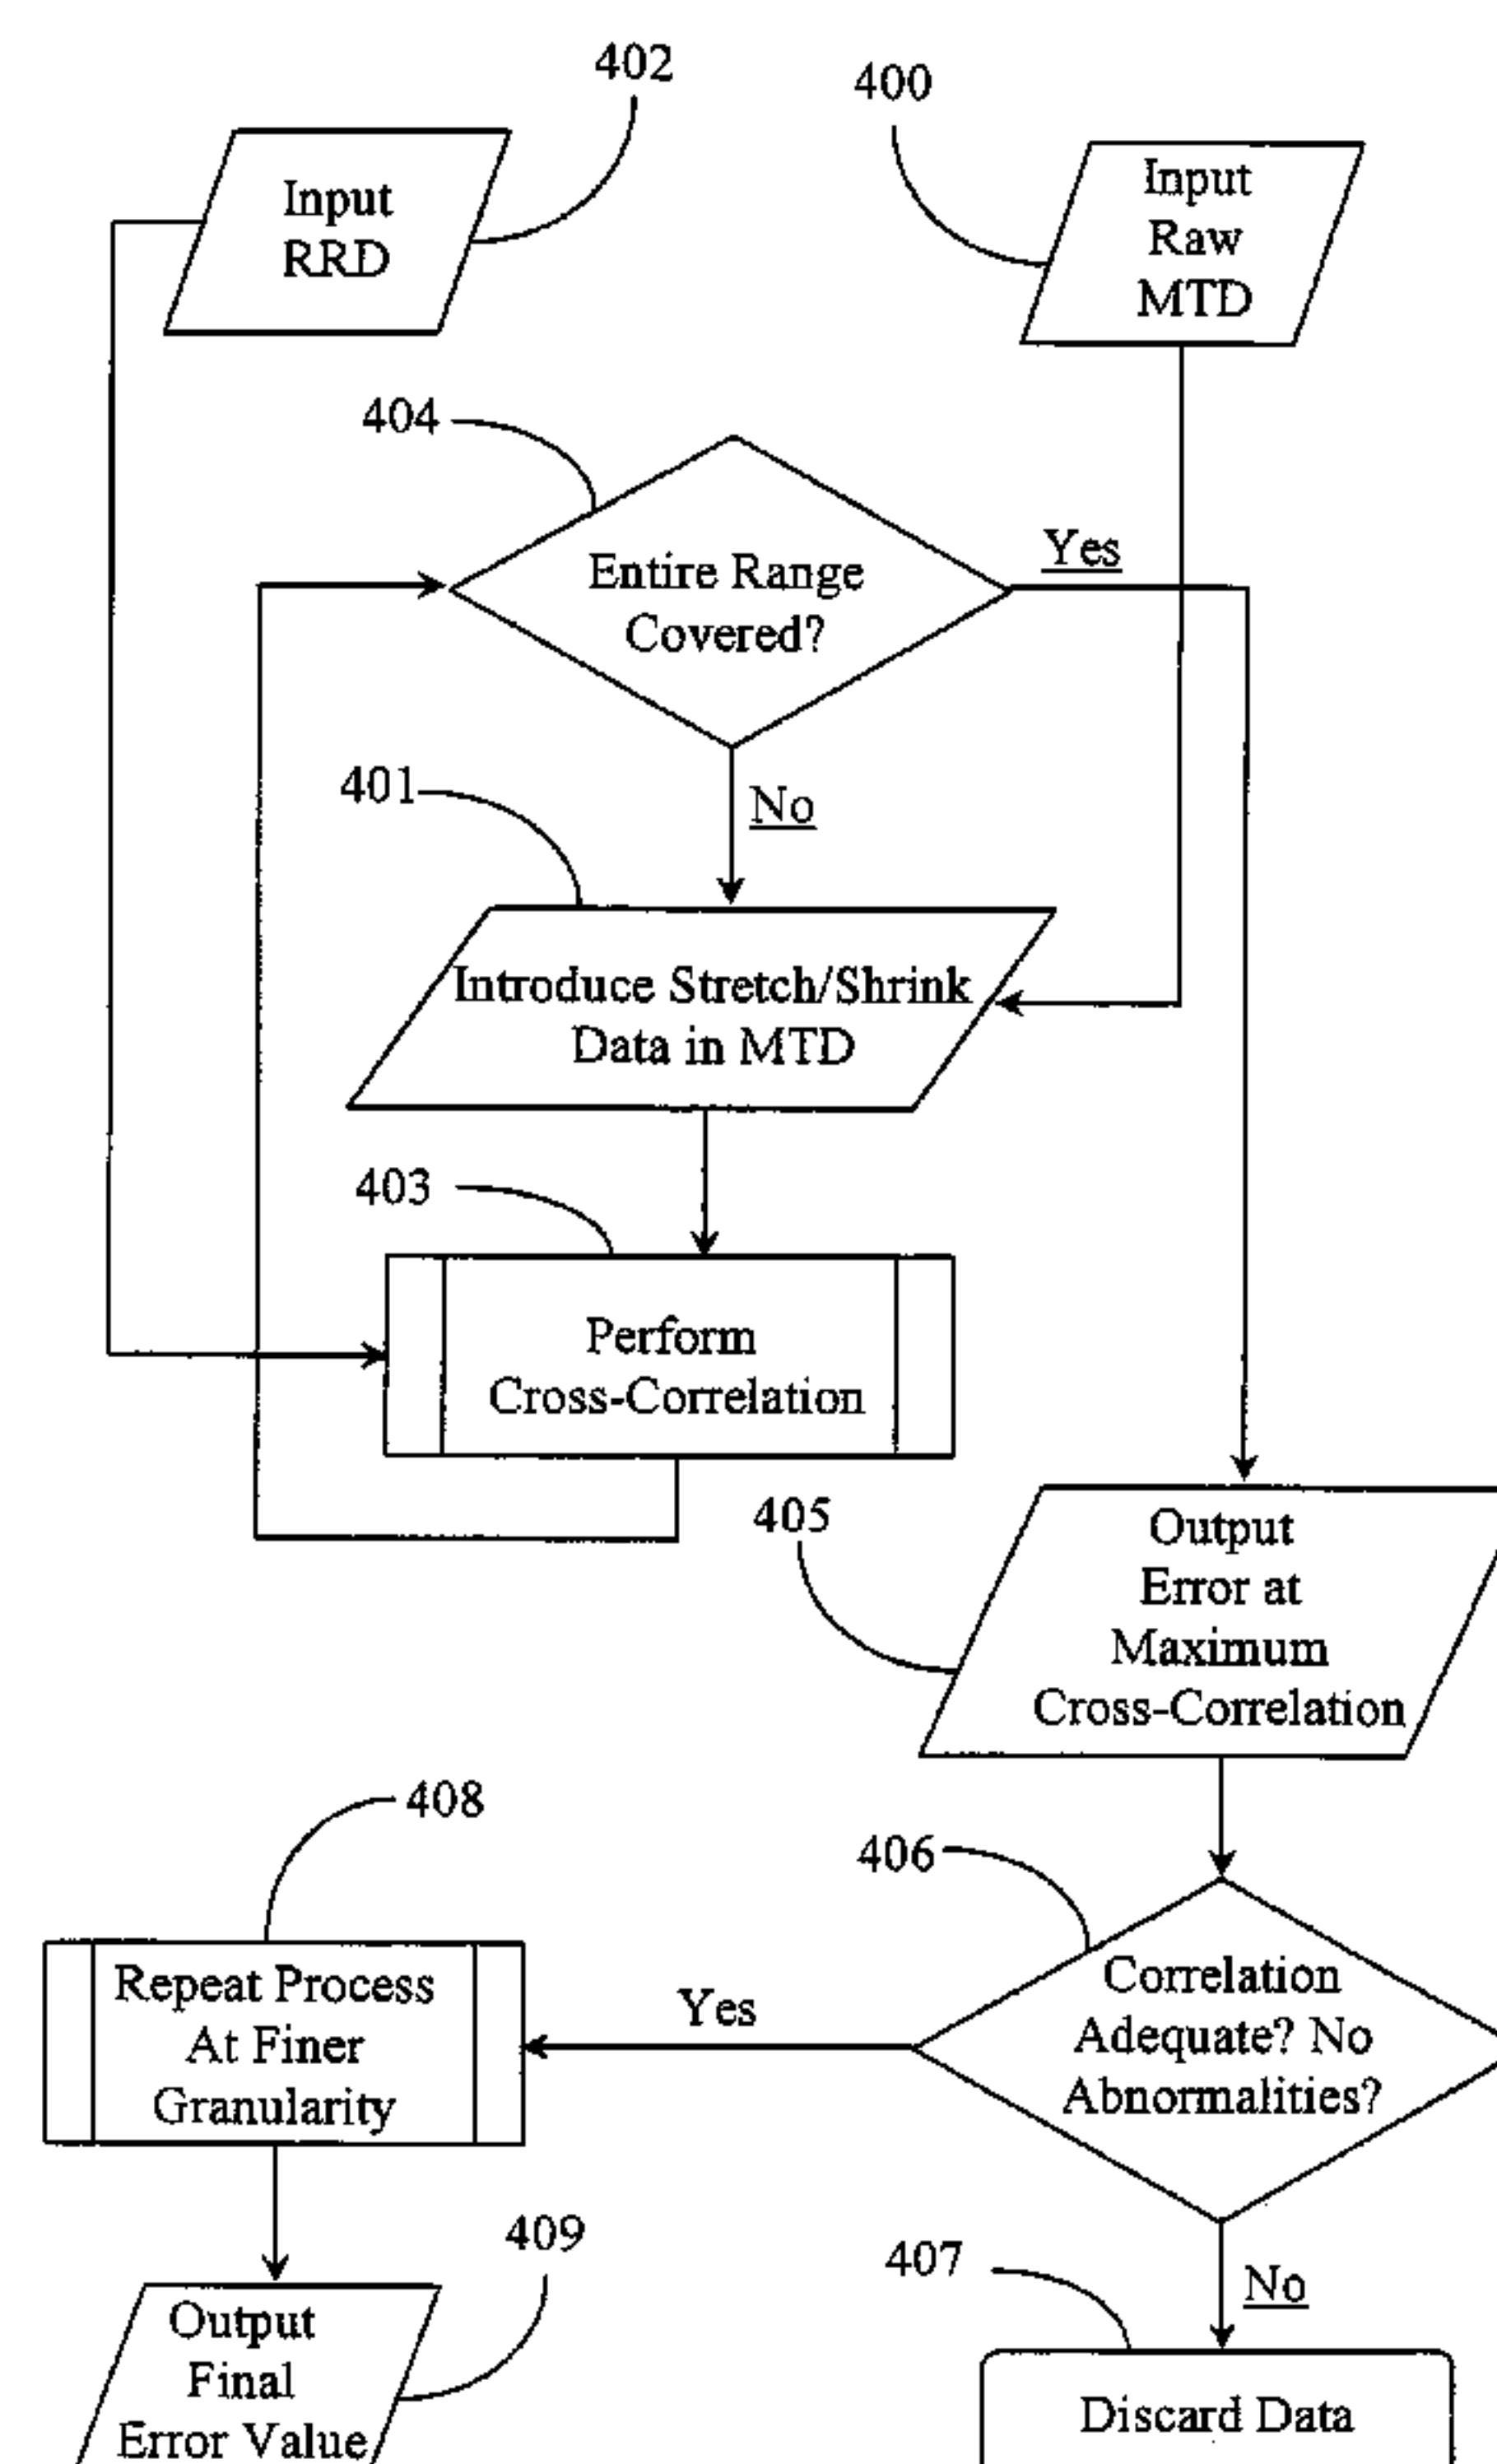 402
400
Input
RRD
Input
Raw
MTD
404
Entire Range
Covered?
Yes
No
401
Introduce Stretch/Shrink
Data in MTD
403
Perform
Cross-Correlation
405
Output
Error at
Maximum
Cross-Correlation
408
406
Repeat Process
At Finer
Granularity
Yes
Correlation
Adequate? No
Abnormalities?
409
407
No
Output
Final
Error Value
Discard Data